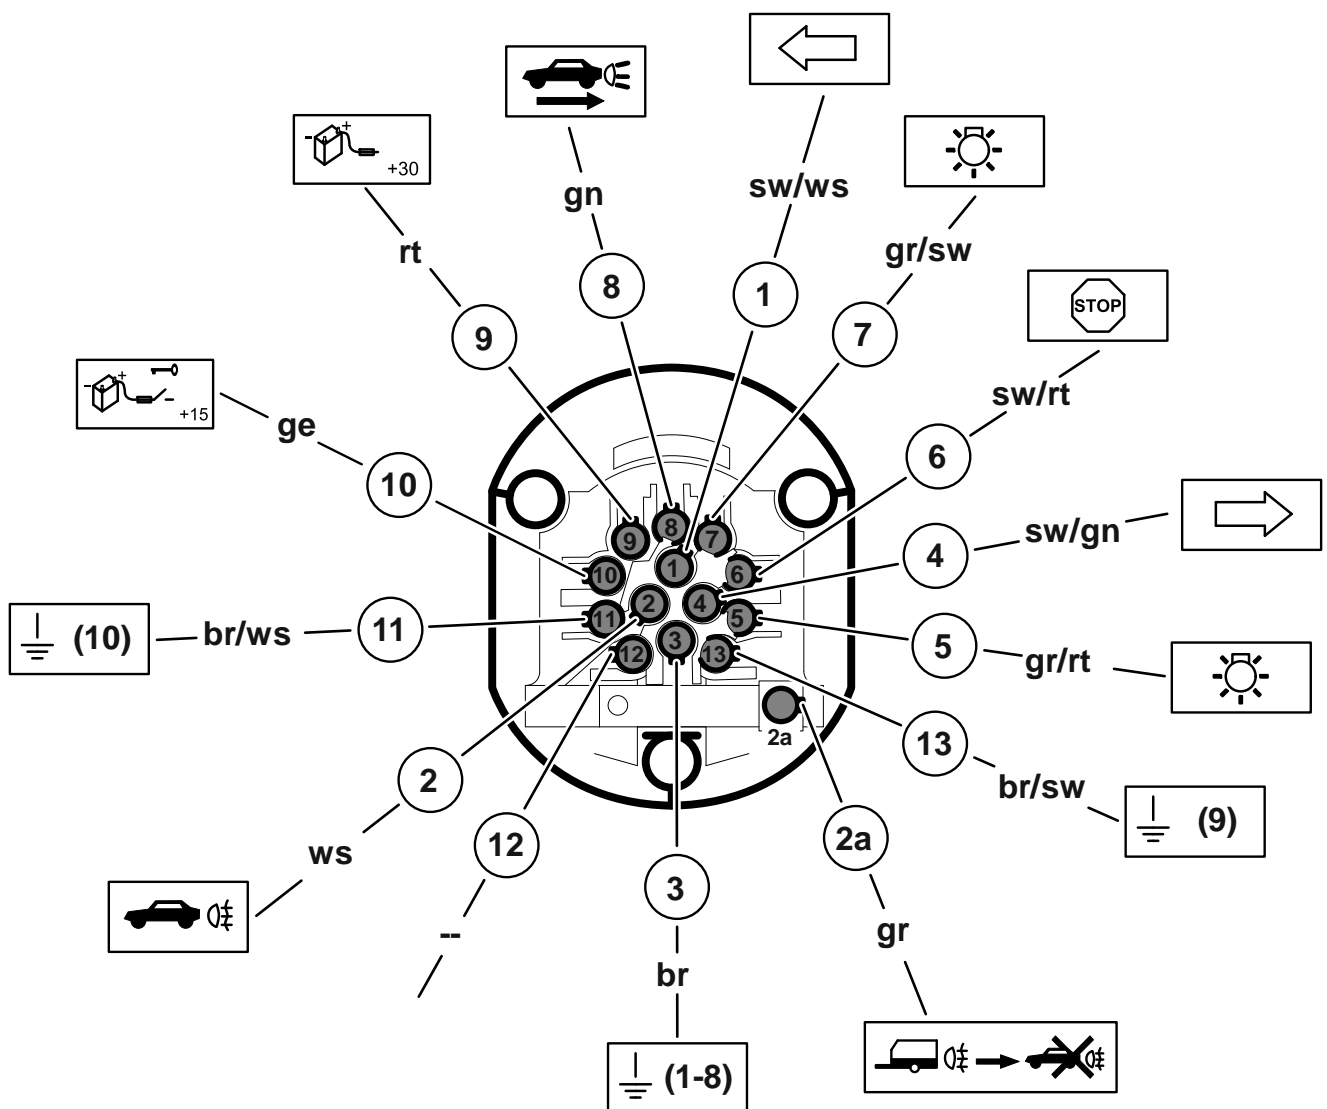 sw/ws
1
gn
8
+30
- +
rt
9
gr/sw
7
STOP
sw/rt
6
- +
+15
ge
10
sw/gn
4
(10)
br/ws
11
gr/rt
5
8
9
7
10
1
6
2
4
11
5
12
3
13
2a
2
ws
12
--
3
br
(1-8)
2a
gr
13
br/sw
(9)